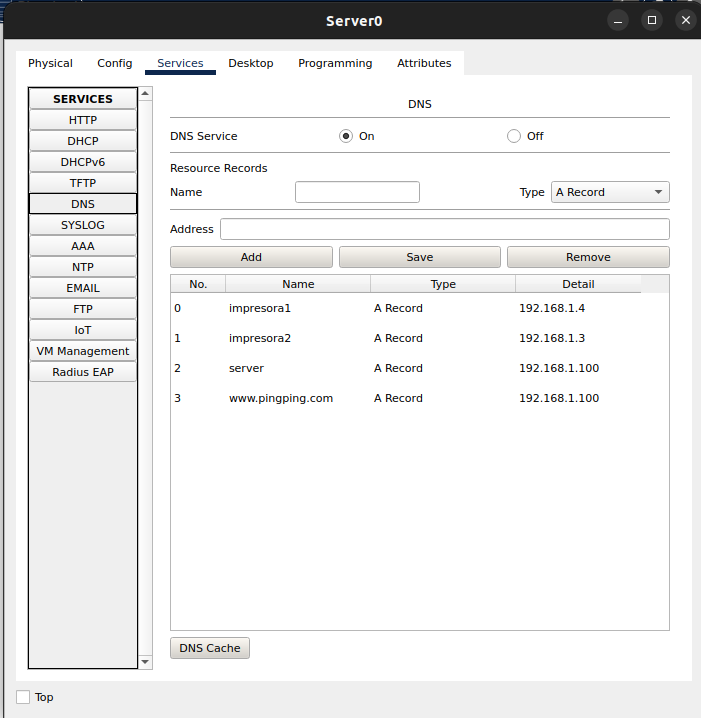 Server0
Physical Config Services Desktop Programming Attributes
SERVICES
HTTP
DHCP
DHCPv6
TFTP
DNS
SYSLOG
AAA
NTP
EMAIL
FTP
IoT
VM Management
Radius EAP
DNS
DNS Service On Off
Resource Records
Name Type A Record
Address
Add Save Remove
No. Name Type Detail
0 impresora1 A Record 192.168.1.4
1 impresora2 A Record 192.168.1.3
2 server A Record 192.168.1.100
3 www.pingping.com A Record 192.168.1.100
DNS Cache
Top